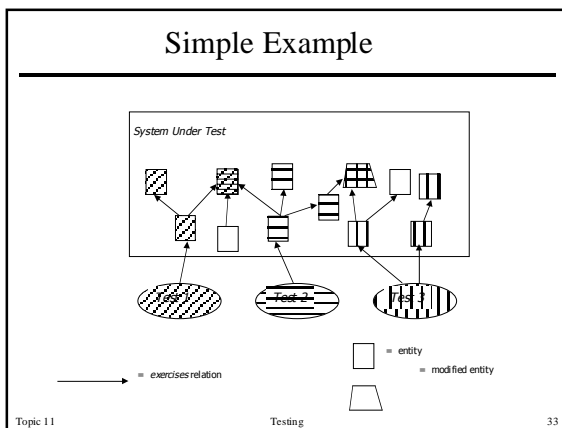 Simple Example
System Under Test
Test 1
Test 2
Test 3
= entity
= modified entity
= exercises relation
Topic 11
Testing
33